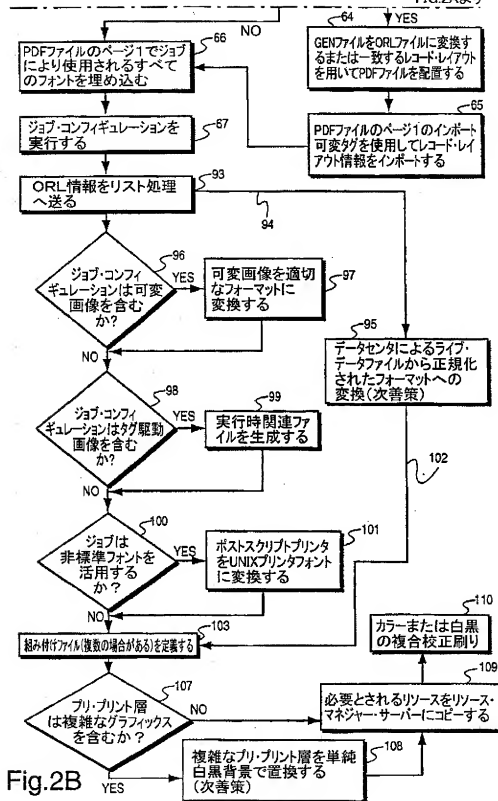 FIG.2Aより
NO
YES
64
66
PDFファイルのページ1でジョブ
により使用されるすべて
のフォントを埋め込む
GENファイルをORLファイルに変換す
るまたは一致するレコード・レイアウト
を用いてPDFファイルを配置する
67
65
ジョブ・コンフィギュレーションを
実行する
PDFファイルのページ1のインポート
可変タグを使用してレコード・レイ
アウト情報をインポートする
93
ORL情報をリスト処理
へ送る
94
96
ジョブ・コンフィ
ギュレーションは可変
画像を含む
か?
YES
97
可変画像を適切
なフォーマットに
変換する
NO
95
データセンタによるライブ・
データファイルから正規化
されたフォーマットへの
変換(次善策)
98
ジョブ・コンフィ
ギュレーションはタグ駆動
画像を含む
か?
YES
99
実行時関連ファ
イルを生成する
102
NO
100
ジョブは
非標準フォントを
活用する
か?
YES
101
ポストスクリプトプリンタ
をUNIXプリンタフォント
に変換する
NO
103
組み付けファイル(複数の場合がある)を定義する
110
カラーまたは白黒
の複合校正刷り
107
プリ・プリント層
は複雑なグラフィックス
を含むか?
NO
109
必要とされるリソースをリソース・
マネジャー・サーバーにコピーする
YES
108
複雑なプリ・プリント層を単純
白黒背景で置換する
(次善策)
Fig.2B